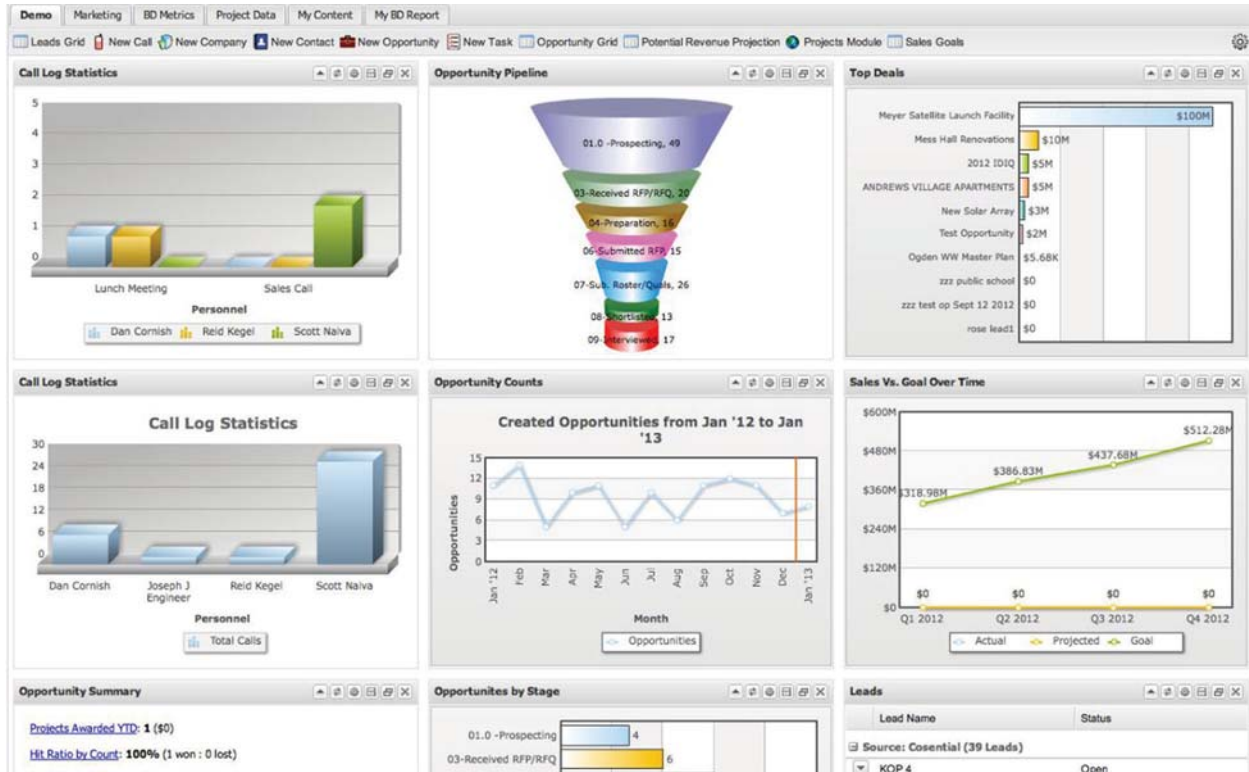 Demo Marketing BD Metrics Project Data My Content My BD Report
Leads Grid New Call New Company New Contact New Opportunity New Task Opportunity Grid Potential Revenue Projection Projects Module Sales Goals
Call Log Statistics
5
4
3
2
1
0
Lunch Meeting Sales Call
Personnel
Dan Cornish Reid Kegel Scott Naiva
Opportunity Pipeline
01.0 -Prospecting, 49
03-Received RFP/RFQ, 20
04-Preparation, 16
06-Submitted RFP, 15
07-Sub. Roster/Quals, 26
08-Shortlisted, 13
09-Interviewed, 17
Top Deals
Meyer Satellite Launch Facility $100M
Mess Hall Renovations $10M
2012 IDIQ $5M
ANDREWS VILLAGE APARTMENTS $5M
New Solar Array $3M
Test Opportunity $2M
Ogden WW Master Plan $5.68K
zzz public school $0
zzz test op Sept 12 2012 $0
rose lead1 $0
Call Log Statistics
Call Log Statistics
30
24
18
12
6
0
Dan Cornish Joseph J Engineer Reid Kegel Scott Naiva
Personnel
Total Calls
Opportunity Counts
Created Opportunities from Jan '12 to Jan
'13
Opportunities
15
12
9
6
3
0
Jan '12 Feb Mar Apr May Jun Jul Aug Sep Oct Nov Dec Jan '13
Month
Opportunities
Sales Vs. Goal Over Time
$600M
$480M
$360M
$240M
$120M
$0
$318.98M $386.83M $437.68M $512.28M
$0 $0 $0 $0
Q1 2012 Q2 2012 Q3 2012 Q4 2012
Actual Projected Goal
Opportunity Summary
Projects Awarded YTD: 1 ($0)
Hit Ratio by Count: 100% (1 won : 0 lost)
Opportunites by Stage
01.0 -Prospecting 4
03-Received RFP/RFQ 6
Leads
Lead Name Status
Source: Cosential (39 Leads)
KOP 4 Open